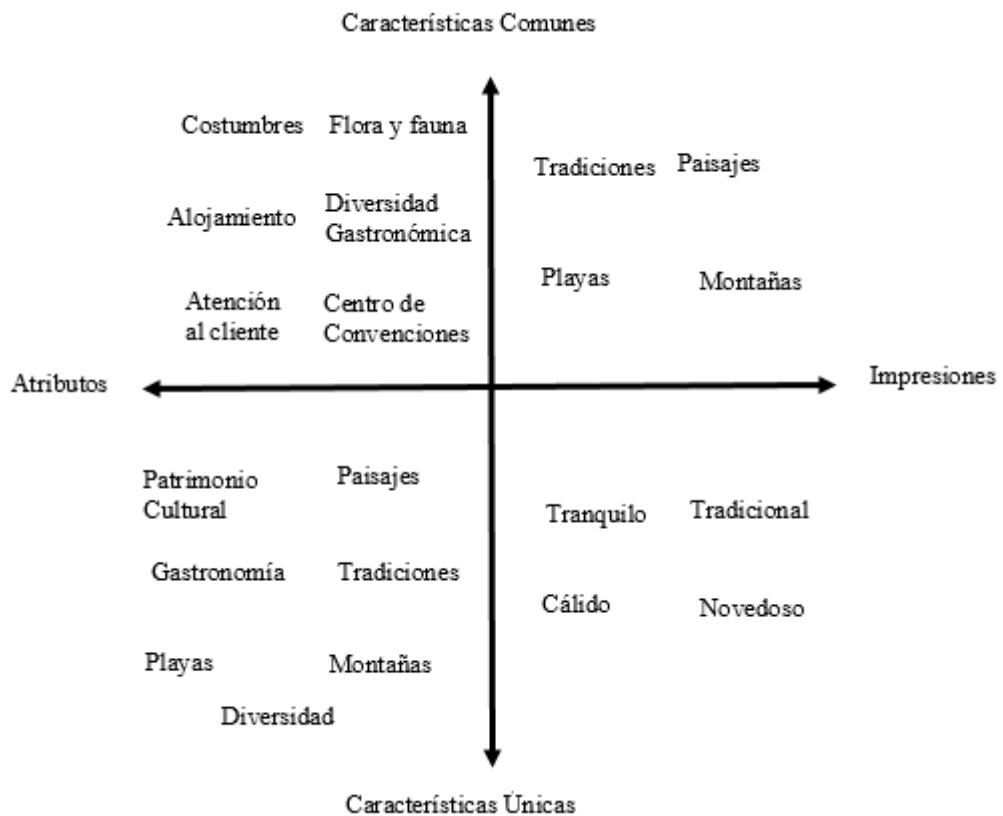 Características Comunes
Costumbres Flora y fauna
Tradiciones Paisajes
Alojamiento
Diversidad
Gastronómica
Playas Montañas
Atención
al cliente
Centro de
Convenciones
Atributos
Impresiones
Patrimonio
Cultural
Paisajes
Tranquilo Tradicional
Gastronomía Tradiciones
Cálido Novedoso
Playas Montañas
Diversidad
Características Únicas